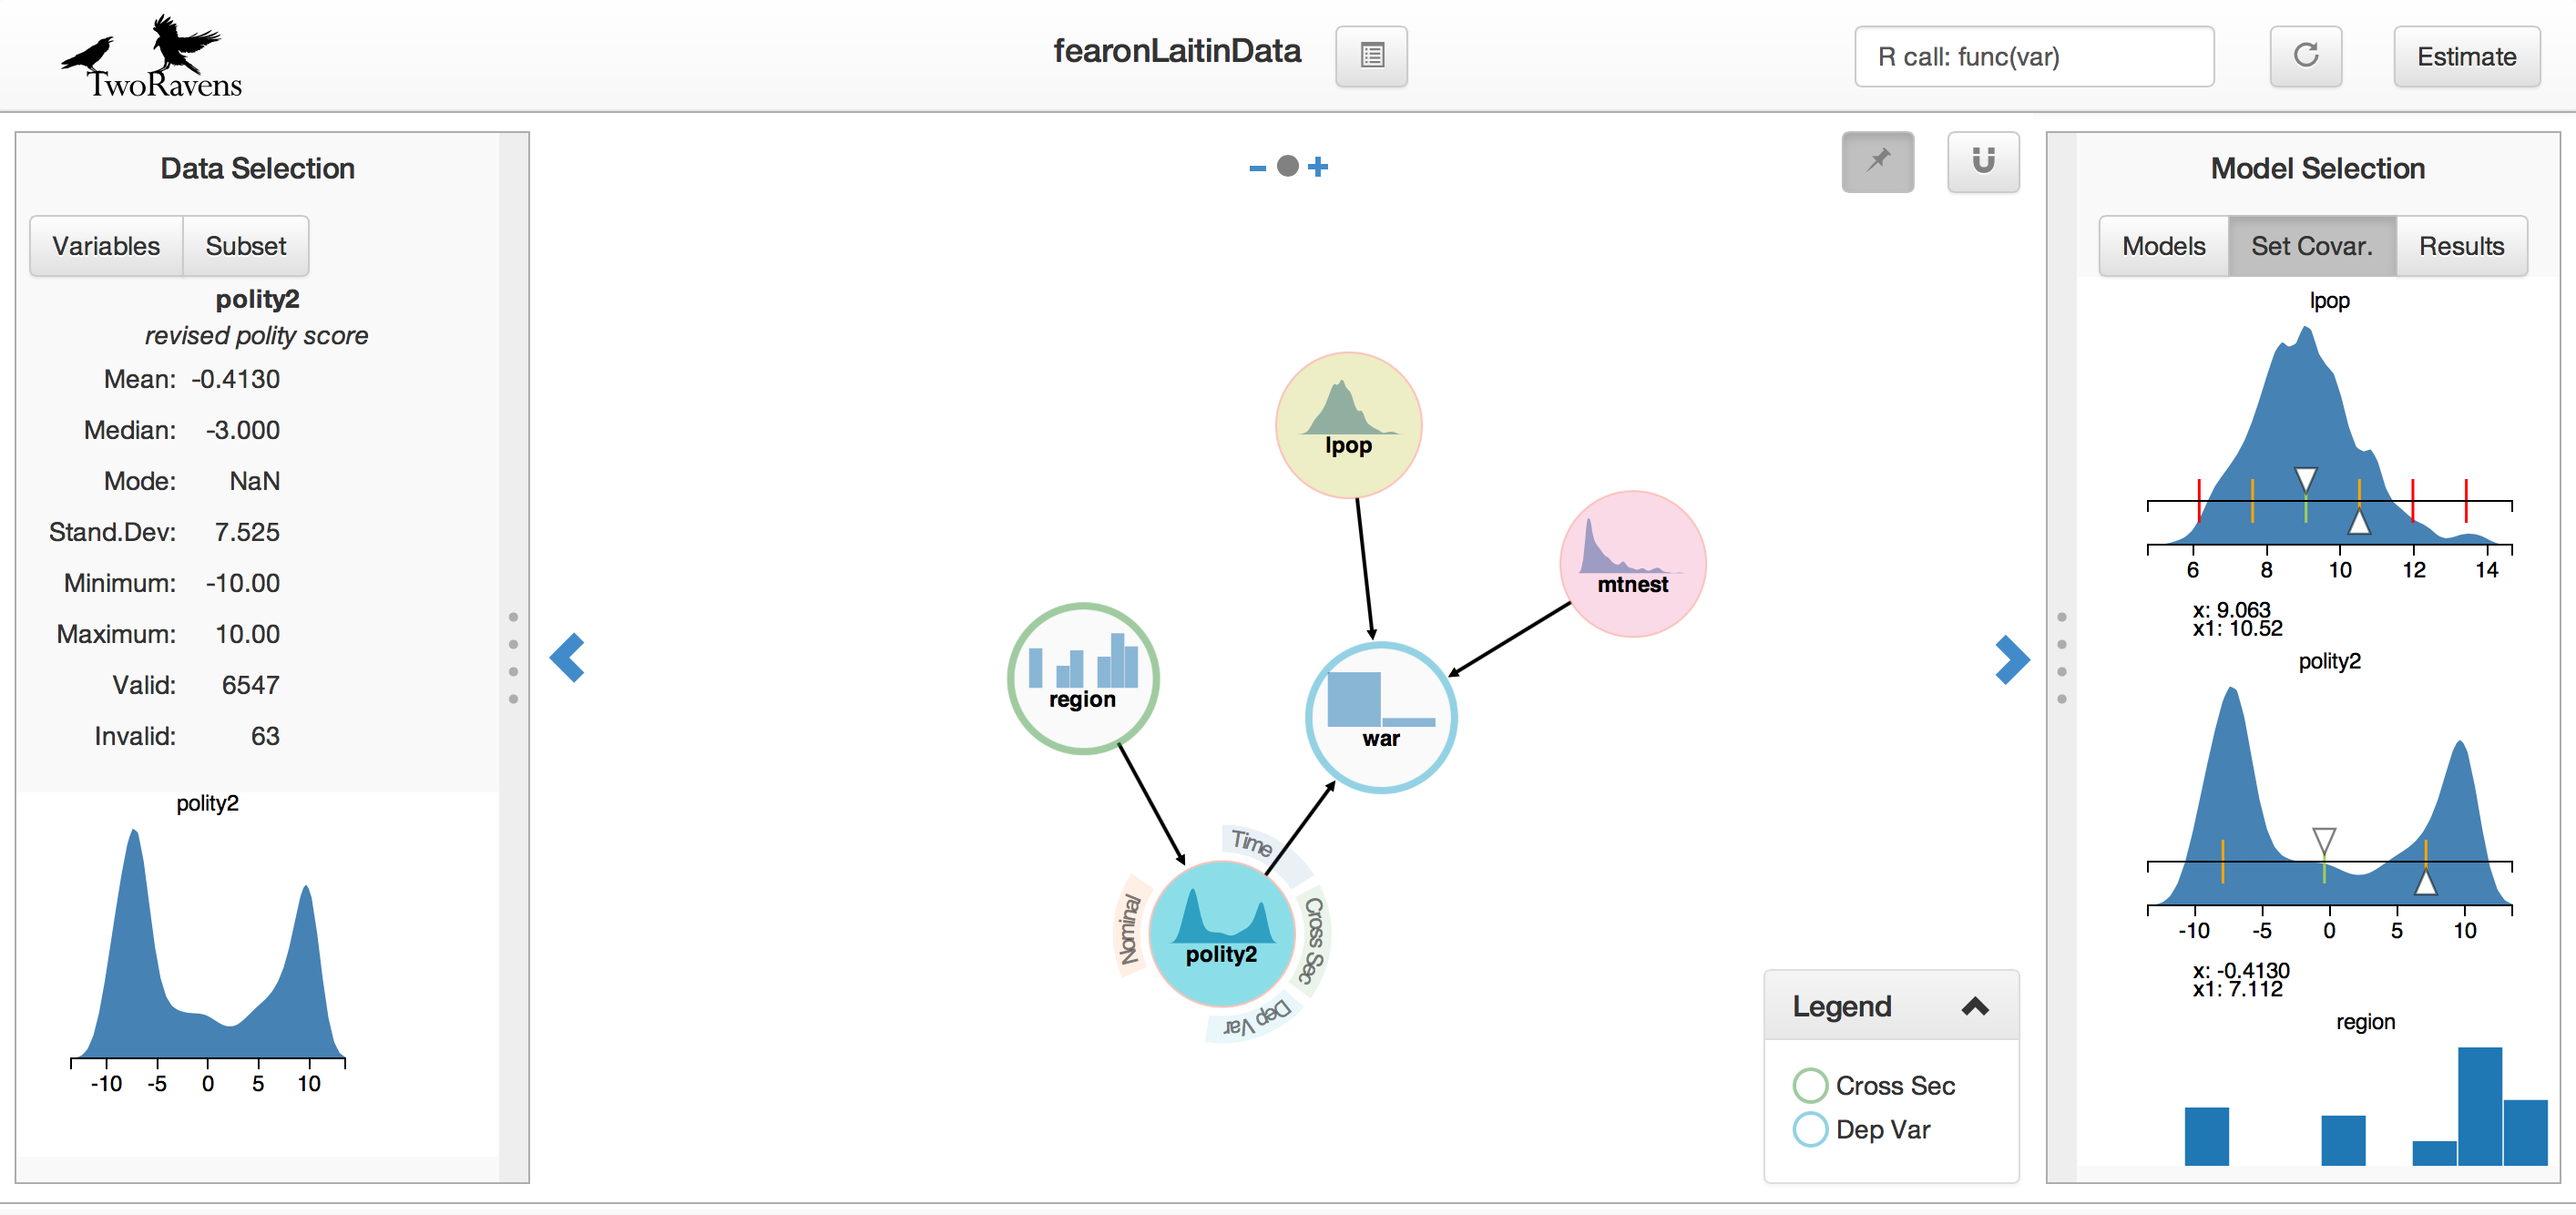 TwoRavens
fearonLaitinData
R call: func(var)
Estimate
Data Selection
Variables
Subset
polity2
revised polity score
Mean: -0.4130
Median: -3.000
Mode: NaN
Stand.Dev: 7.525
Minimum: -10.00
Maximum: 10.00
Valid: 6547
Invalid: 63
polity2
-10 -5 0 5 10
lpop
mtnest
region
war
Time
Nominal
Cross Sec
polity2
Dep Var
Legend
Cross Sec
Dep Var
Model Selection
Models
Set Covar.
Results
lpop
6 8 10 12 14
x: 9.063
x1: 10.52
polity2
-10 -5 0 5 10
x: -0.4130
x1: 7.112
region